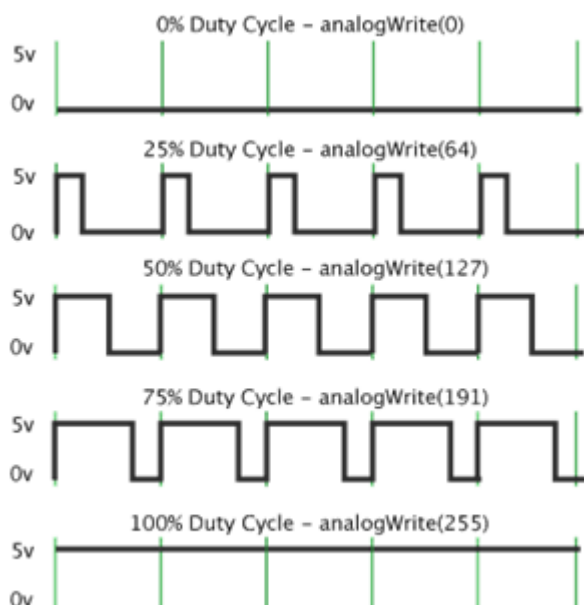 0% Duty Cycle – analogWrite(0)
5v
0v
25% Duty Cycle – analogWrite(64)
5v
0v
50% Duty Cycle – analogWrite(127)
5v
0v
75% Duty Cycle – analogWrite(191)
5v
0v
100% Duty Cycle – analogWrite(255)
5v
0v